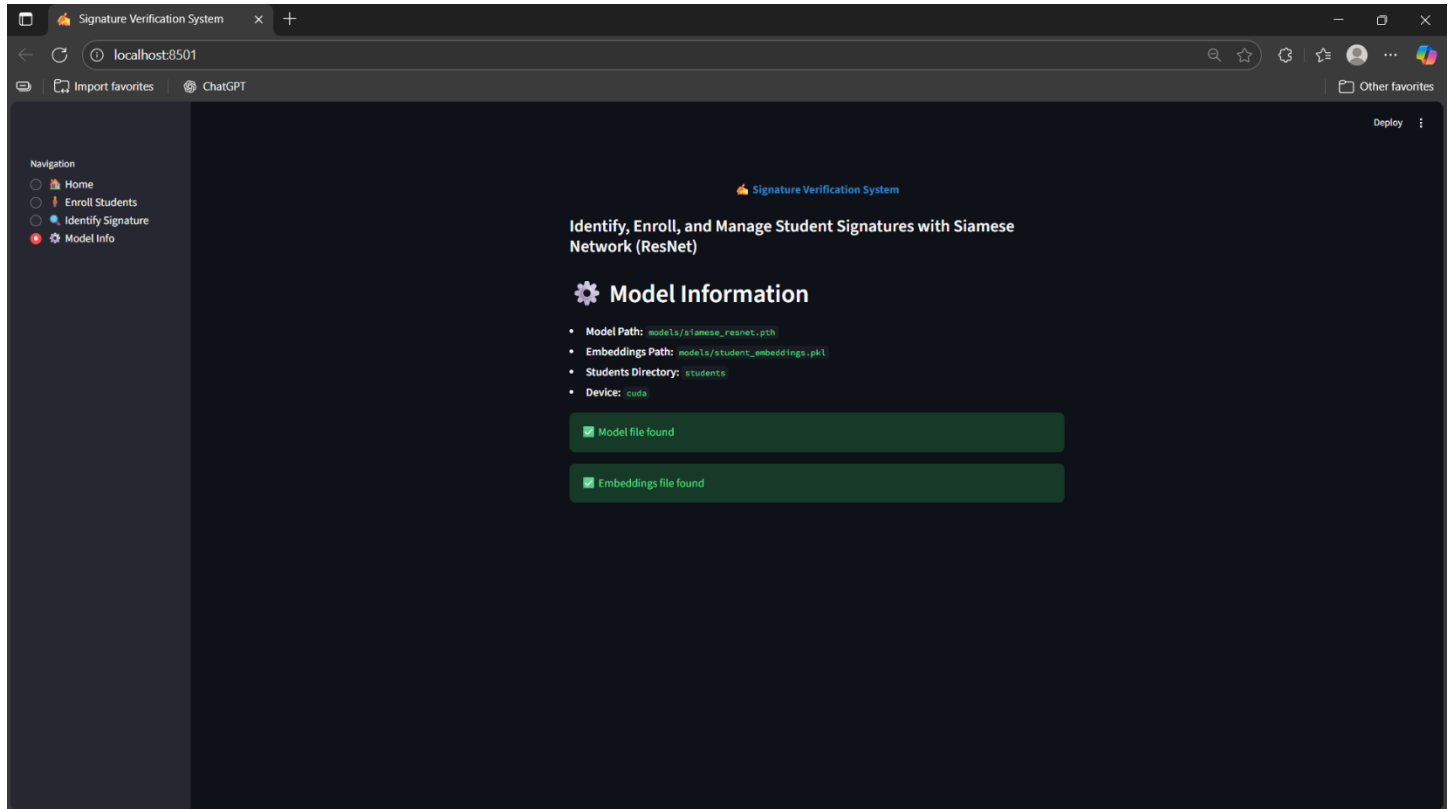 Signature Verification System
localhost:8501
Import favorites
ChatGPT
Other favorites
Deploy
Navigation
Home
Enroll Students
Identify Signature
Model Info
Signature Verification System
Identify, Enroll, and Manage Student Signatures with Siamese
Network (ResNet)
Model Information
• Model Path: models/siamese_resnet.pth
• Embeddings Path: models/student_embeddings.pkl
• Students Directory: students
• Device: cuda
Model file found
Embeddings file found